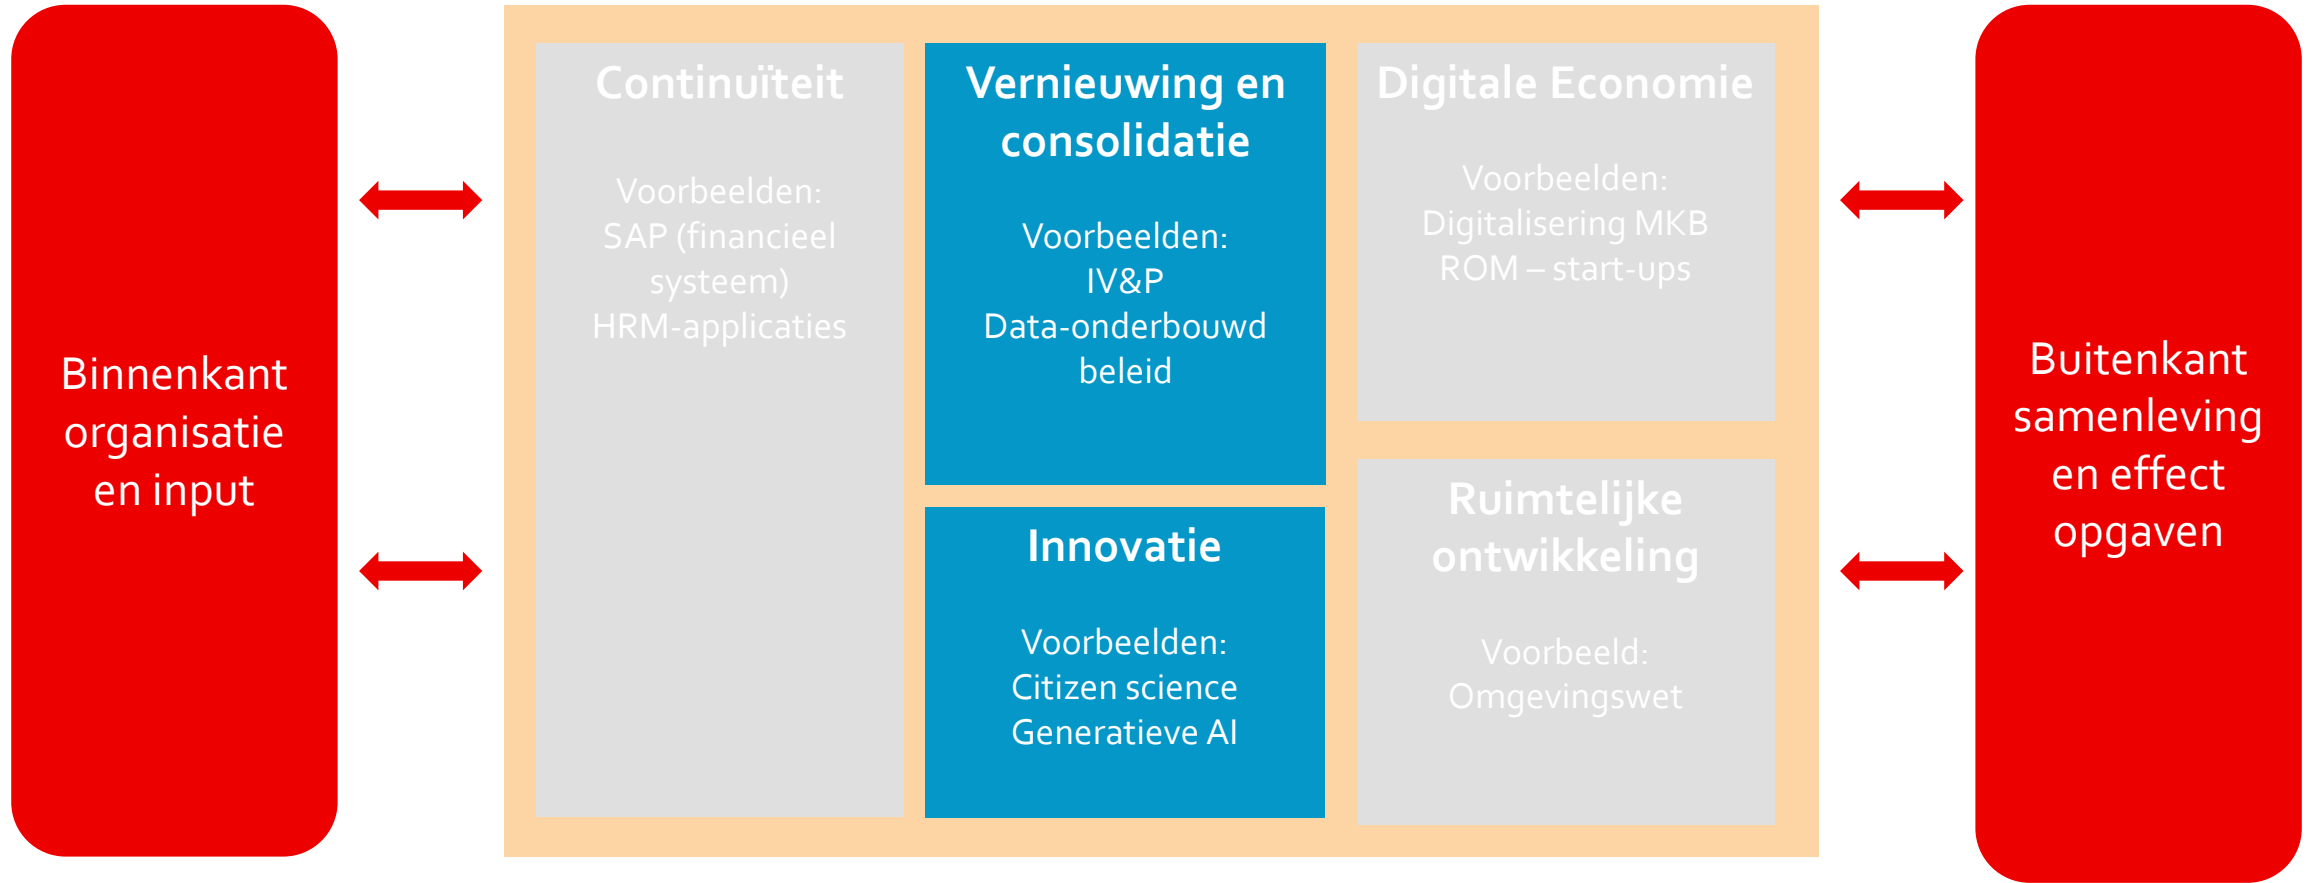 Binnenkant
organisatie
en input
Continuïteit
Voorbeelden:
SAP (financieel
systeem)
HRM-applicaties
Vernieuwing en
consolidatie
Voorbeelden:
IV&P
Data-onderbouwd
beleid
Innovatie
Voorbeelden:
Citizen science
Generatieve AI
Digitale Economie
Voorbeelden:
Digitalisering MKB
ROM – start-ups
Ruimtelijke
ontwikkeling
Voorbeeld:
Omgevingswet
Buitenkant
samenleving
en effect
opgaven